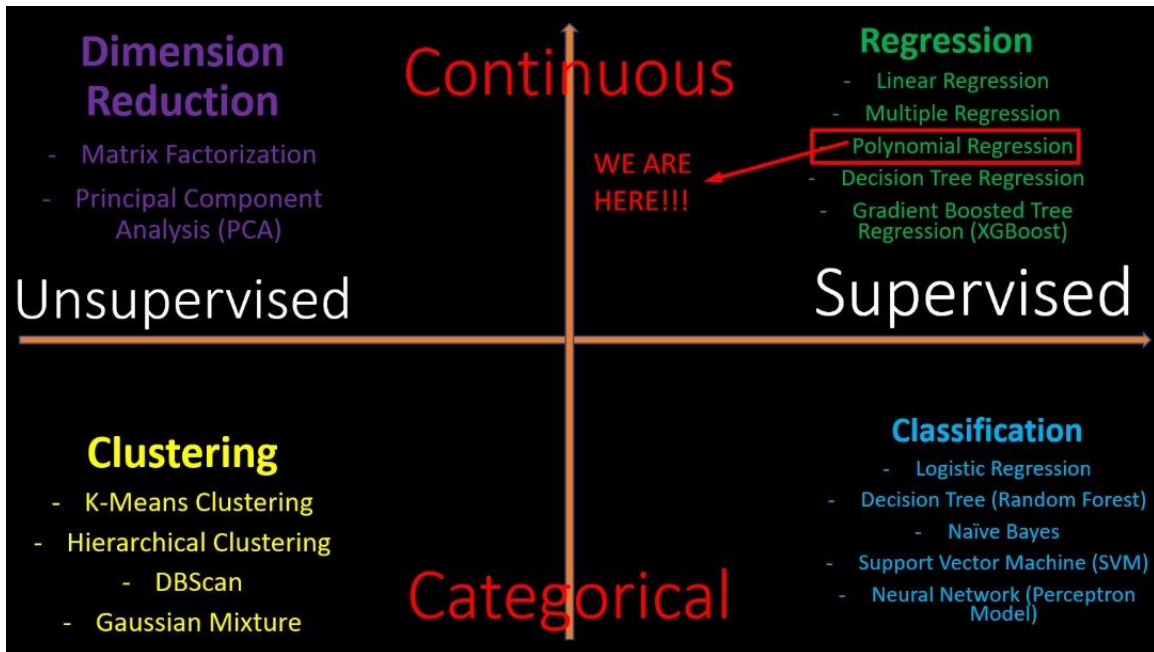 Dimension
Reduction
- Matrix Factorization
- Principal Component
Analysis (PCA)
Continuous
Regression
- Linear Regression
- Multiple Regression
- Polynomial Regression
- Decision Tree Regression
- Gradient Boosted Tree
Regression (XGBoost)
WE ARE
HERE!!!
Unsupervised
Supervised
Clustering
- K-Means Clustering
- Hierarchical Clustering
- DBScan
- Gaussian Mixture
Categorical
Classification
- Logistic Regression
- Decision Tree (Random Forest)
- Naïve Bayes
- Support Vector Machine (SVM)
- Neural Network (Perceptron
Model)